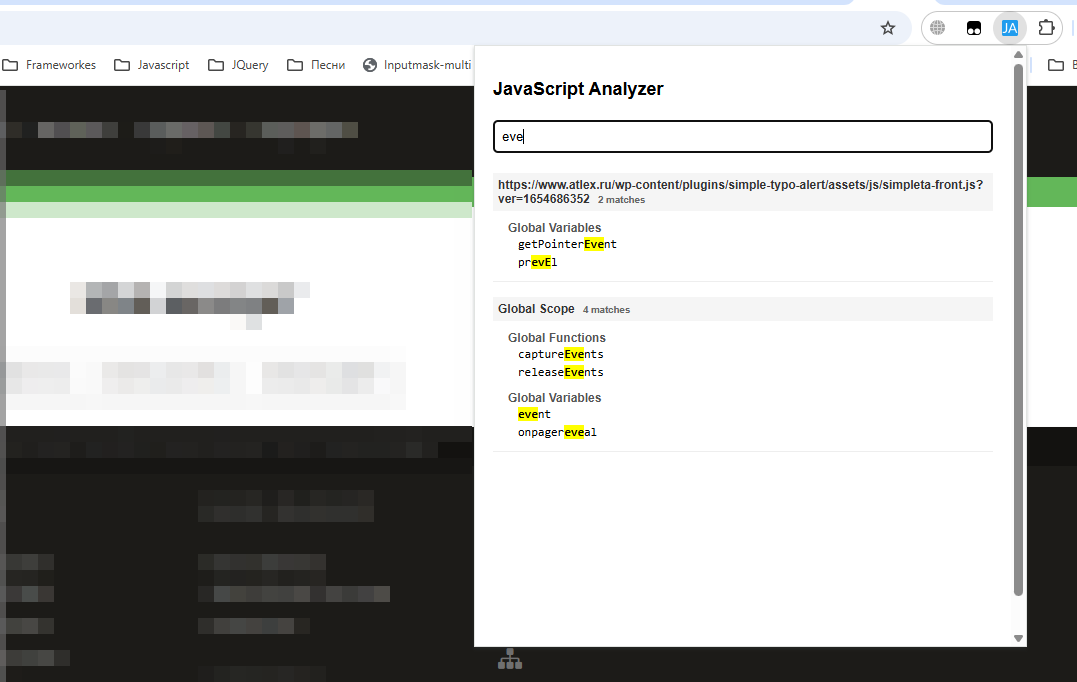 JA
Frameworkes
Javascript
JQuery
Песни
Inputmask-multi
JavaScript Analyzer
eve
https://www.atlex.ru/wp-content/plugins/simple-typo-alert/assets/js/simpleta-front.js?
ver=1654686352 2 matches
Global Variables
getPointerEvent
prevEl
Global Scope 4 matches
Global Functions
captureEvents
releaseEvents
Global Variables
event
onpagereveal